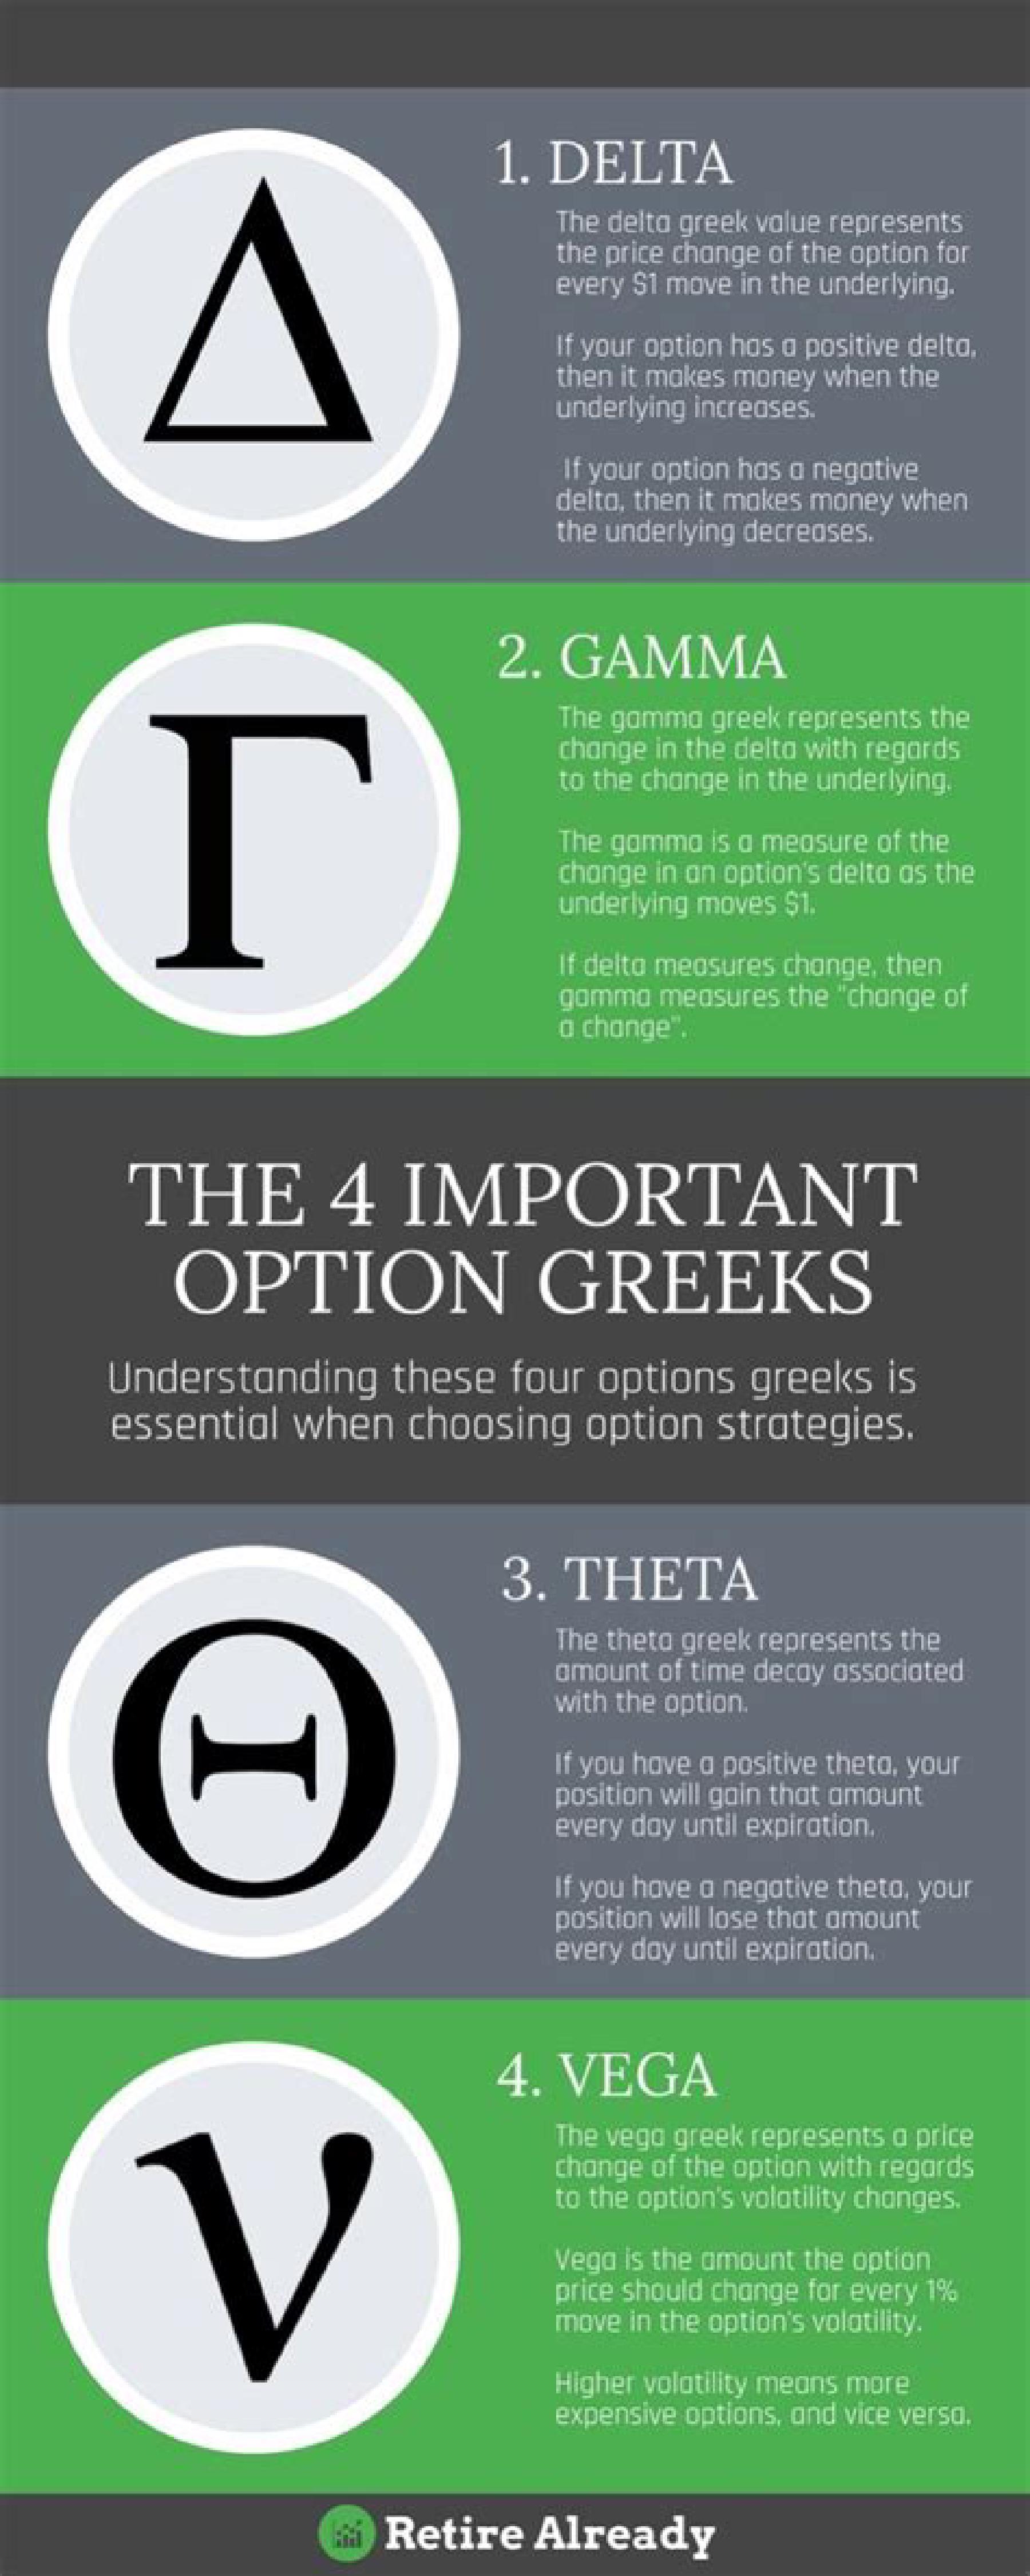 Δ
1. DELTA
The delta greek value represents
the price change of the option for
every $1 move in the underlying.
If your option has a positive delta,
then it makes money when the
underlying increases.
If your option has a negative
delta, then it makes money when
the underlying decreases.
Γ
2. GAMMA
The gamma greek represents the
change in the delta with regards
to the change in the underlying.
The gamma is a measure of the
change in an option's delta as the
underlying moves $1.
If delta measures change, then
gamma measures the "change of
a change".
THE 4 IMPORTANT
OPTION GREEKS
Understanding these four options greeks is
essential when choosing option strategies.
Θ
3. THETA
The theta greek represents the
amount of time decay associated
with the option.
If you have a positive theta, your
position will gain that amount
every day until expiration.
If you have a negative theta, your
position will lose that amount
every day until expiration.
ν
4. VEGA
The vega greek represents a price
change of the option with regards
to the option's volatility changes.
Vega is the amount the option
price should change for every 1%
move in the option's volatility.
Higher volatility means more
expensive options, and vice versa.
Retire Already